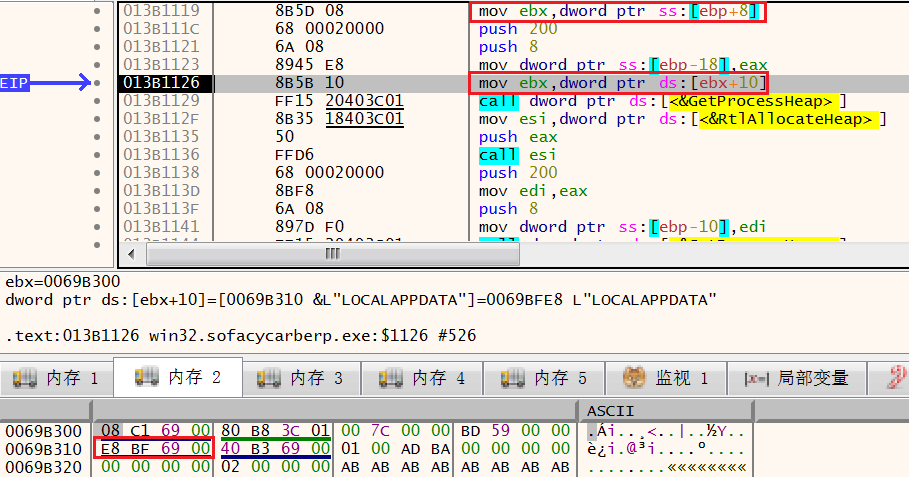 013B1119 8B5D 08 mov ebx,dword ptr ss:[ebp+8]
013B111C 68 00020000 push 200
013B1121 6A 08 push 8
013B1123 8945 E8 mov dword ptr ss:[ebp-18],eax
EIP 013B1126 8B5B 10 mov ebx,dword ptr ds:[ebx+10]
013B1129 FF15 20403C01 call dword ptr ds:[<&GetProcessHeap>]
013B112F 8B35 18403C01 mov esi,dword ptr ds:[<&RtlAllocateHeap>]
013B1135 50 push eax
013B1136 FFD6 call esi
013B1138 68 00020000 push 200
013B113D 8BF8 mov edi,eax
013B113F 6A 08 push 8
013B1141 897D F0 mov dword ptr ss:[ebp-10],edi
ebx=0069B300
dword ptr ds:[ebx+10]=[0069B310 &L"LOCALAPPDATA"]=0069BFE8 L"LOCALAPPDATA"
.text:013B1126 win32.sofacycarberp.exe:$1126 #526
内存 1 内存 2 内存 3 内存 4 内存 5 监视 1 |x=| 局部变量
ASCII
0069B300 08 C1 69 00 80 B8 3C 01 00 7C 00 00 BD 59 00 00 .Ái..¸<..|..½Y..
0069B310 E8 BF 69 00 40 B3 69 00 01 00 AD BA 00 00 00 00 è¿i.@³i....º....
0069B320 00 00 00 00 02 00 00 00 AB AB AB AB AB AB AB AB ........««««««««